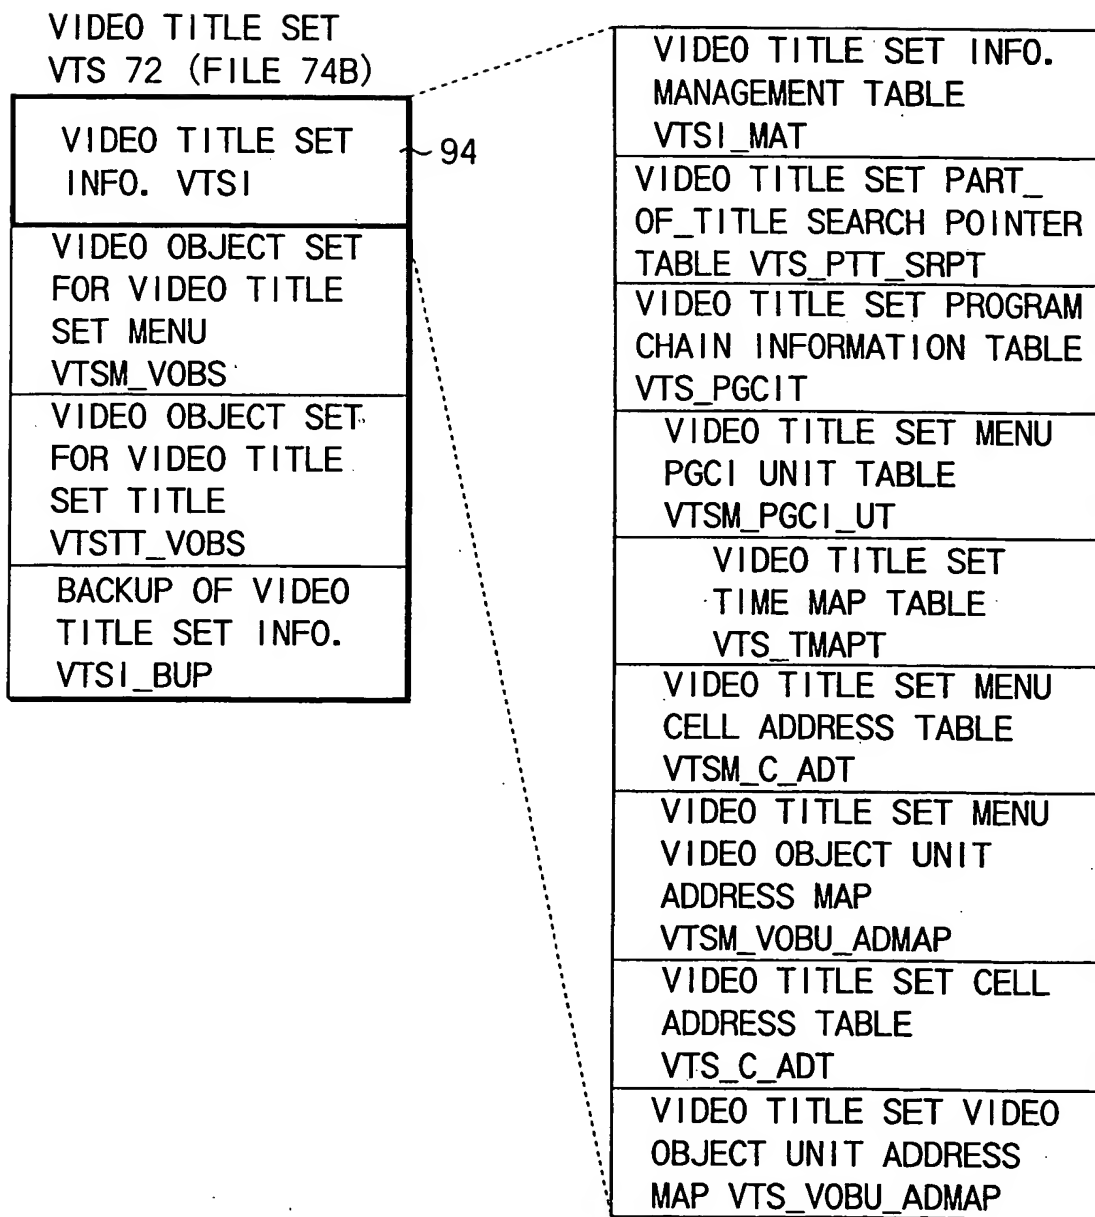 VIDEO TITLE SET
VTS 72 (FILE 74B)
VIDEO TITLE SET
INFO. VTSI
94
VIDEO OBJECT SET
FOR VIDEO TITLE
SET MENU
VTSM_VOBS
VIDEO OBJECT SET
FOR VIDEO TITLE
SET TITLE
VTSTT_VOBS
BACKUP OF VIDEO
TITLE SET INFO.
VTSI_BUP
VIDEO TITLE SET INFO.
MANAGEMENT TABLE
VTSI_MAT
VIDEO TITLE SET PART_
OF_TITLE SEARCH POINTER
TABLE VTS_PTT_SRPT
VIDEO TITLE SET PROGRAM
CHAIN INFORMATION TABLE
VTS_PGCIT
VIDEO TITLE SET MENU
PGCI UNIT TABLE
VTSM_PGCI_UT
VIDEO TITLE SET
TIME MAP TABLE
VTS_TMAPT
VIDEO TITLE SET MENU
CELL ADDRESS TABLE
VTSM_C_ADT
VIDEO TITLE SET MENU
VIDEO OBJECT UNIT
ADDRESS MAP
VTSM_VOBU_ADMAP
VIDEO TITLE SET CELL
ADDRESS TABLE
VTS_C_ADT
VIDEO TITLE SET VIDEO
OBJECT UNIT ADDRESS
MAP VTS_VOBU_ADMAP